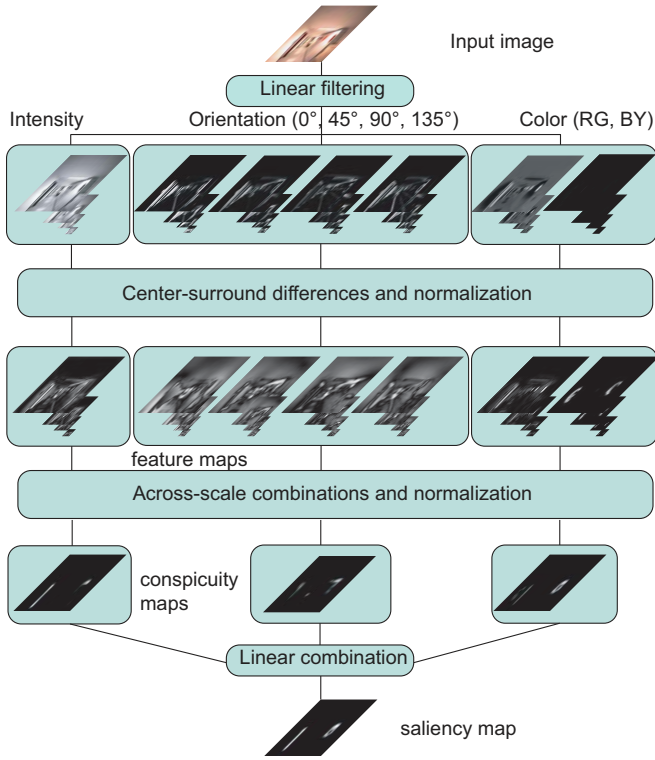 Input image
Linear filtering
Intensity
Orientation (0°, 45°, 90°, 135°)
Color (RG, BY)
Center-surround differences and normalization
feature maps
Across-scale combinations and normalization
conspicuity
maps
Linear combination
saliency map